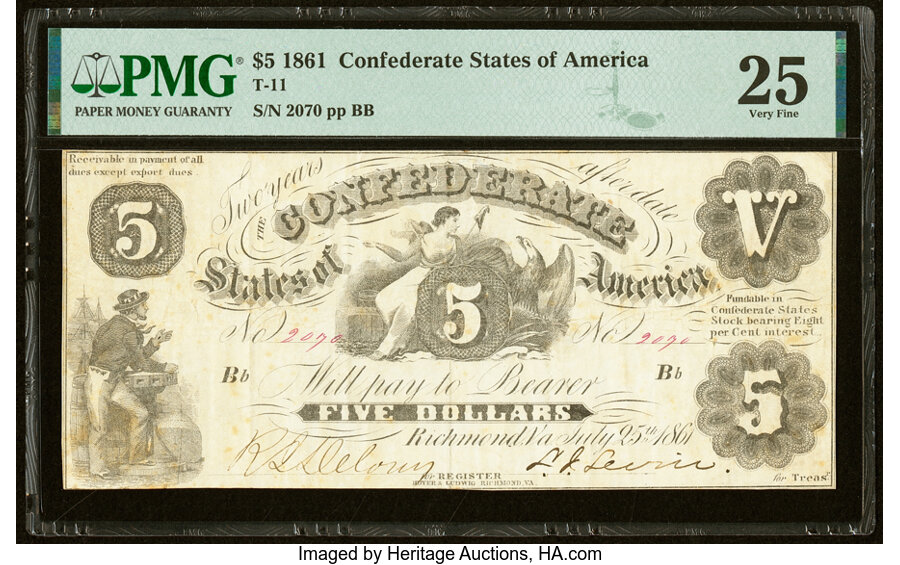 PMG®
PAPER MONEY GUARANTY
$5 1861 Confederate States of America
T-11
S/N 2070 pp BB
25
Very Fine
Receivable in payment of all
dues except export dues.
Two years after date
THE CONFEDERATE
States of America
5
5
V
Fundable in
Confederate States
Stock bearing Eight
per Cent interest
No 2070 No 2070
Bb Bb
Will pay to Bearer
FIVE DOLLARS
5
Richmond Va July 25th 1861
for REGISTER
for Treasr.
HOYER & LUDWIG RICHMOND, VA.
Imaged by Heritage Auctions, HA.com